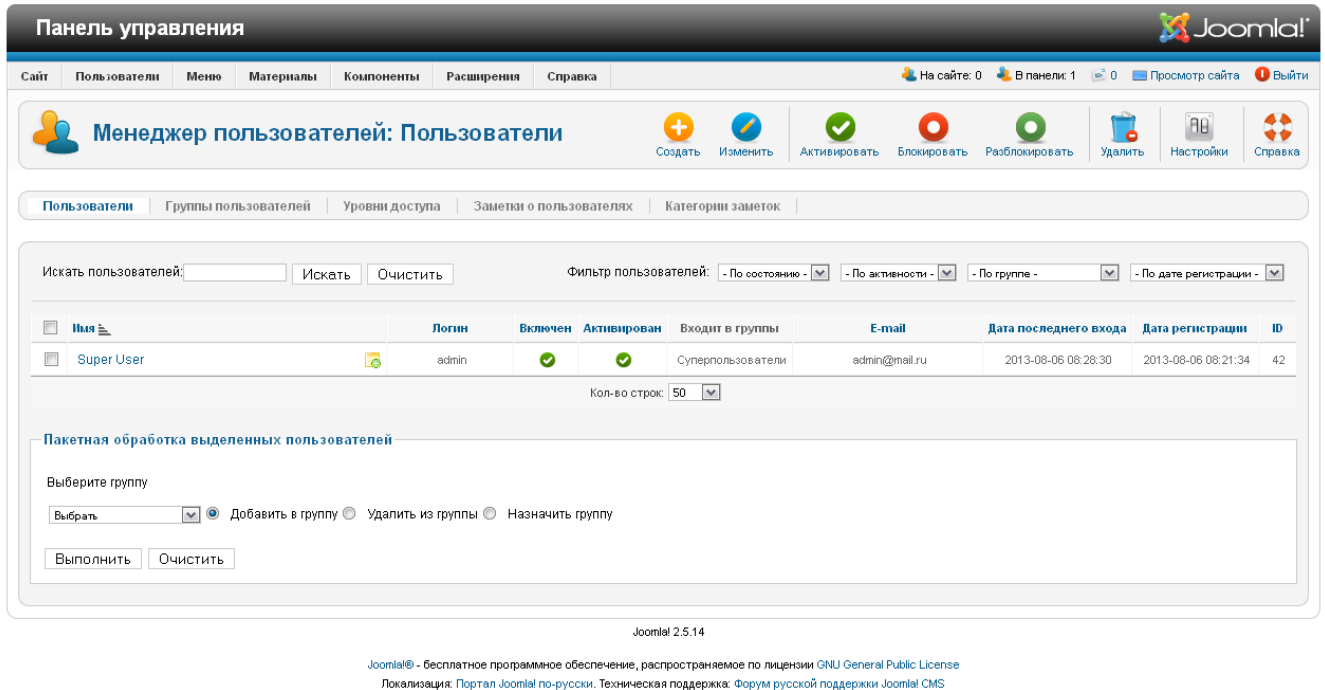 Панель управления
Joomla!
Сайт Пользователи Меню Материалы Компоненты Расширения Справка На сайте: 0 В панели: 1 0 Просмотр сайта Выйти
Менеджер пользователей: Пользователи
Создать Изменить Активировать Блокировать Разблокировать Удалить Настройки Справка
Пользователи Группы пользователей Уровни доступа Заметки о пользователях Категории заметок
Искать пользователей: Искать Очистить Фильтр пользователей: - По состоянию - - По активности - - По группе - - По дате регистрации -
Имя Логин Включен Активирован Входит в группы E-mail Дата последнего входа Дата регистрации ID
Super User admin Суперпользователи admin@mail.ru 2013-08-06 08:28:30 2013-08-06 08:21:34 42
Кол-во строк: 50
Пакетная обработка выделенных пользователей
Выберите группу
Выбрать Добавить в группу Удалить из группы Назначить группу
Выполнить Очистить
Joomla! 2.5.14
Joomla!® - бесплатное программное обеспечение, распространяемое по лицензии GNU General Public License
Локализация: Портал Joomla! по-русски. Техническая поддержка: Форум русской поддержки Joomla! CMS